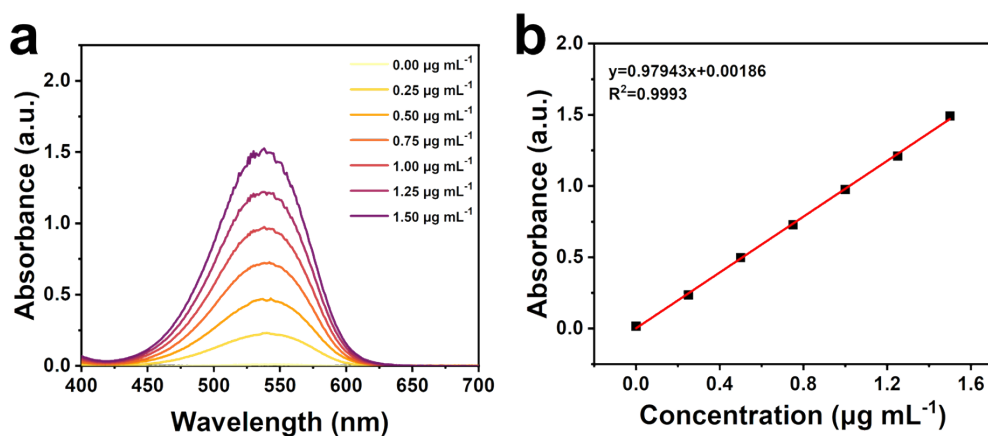 a
2.0
1.5
1.0
0.5
0.0
Absorbance (a.u.)
400 450 500 550 600 650 700
Wavelength (nm)
0.00 µg mL⁻¹
0.25 µg mL⁻¹
0.50 µg mL⁻¹
0.75 µg mL⁻¹
1.00 µg mL⁻¹
1.25 µg mL⁻¹
1.50 µg mL⁻¹
b
2.0
1.5
1.0
0.5
0.0
Absorbance (a.u.)
y=0.97943x+0.00186
R²=0.9993
0.0 0.4 0.8 1.2 1.6
Concentration (µg mL⁻¹)